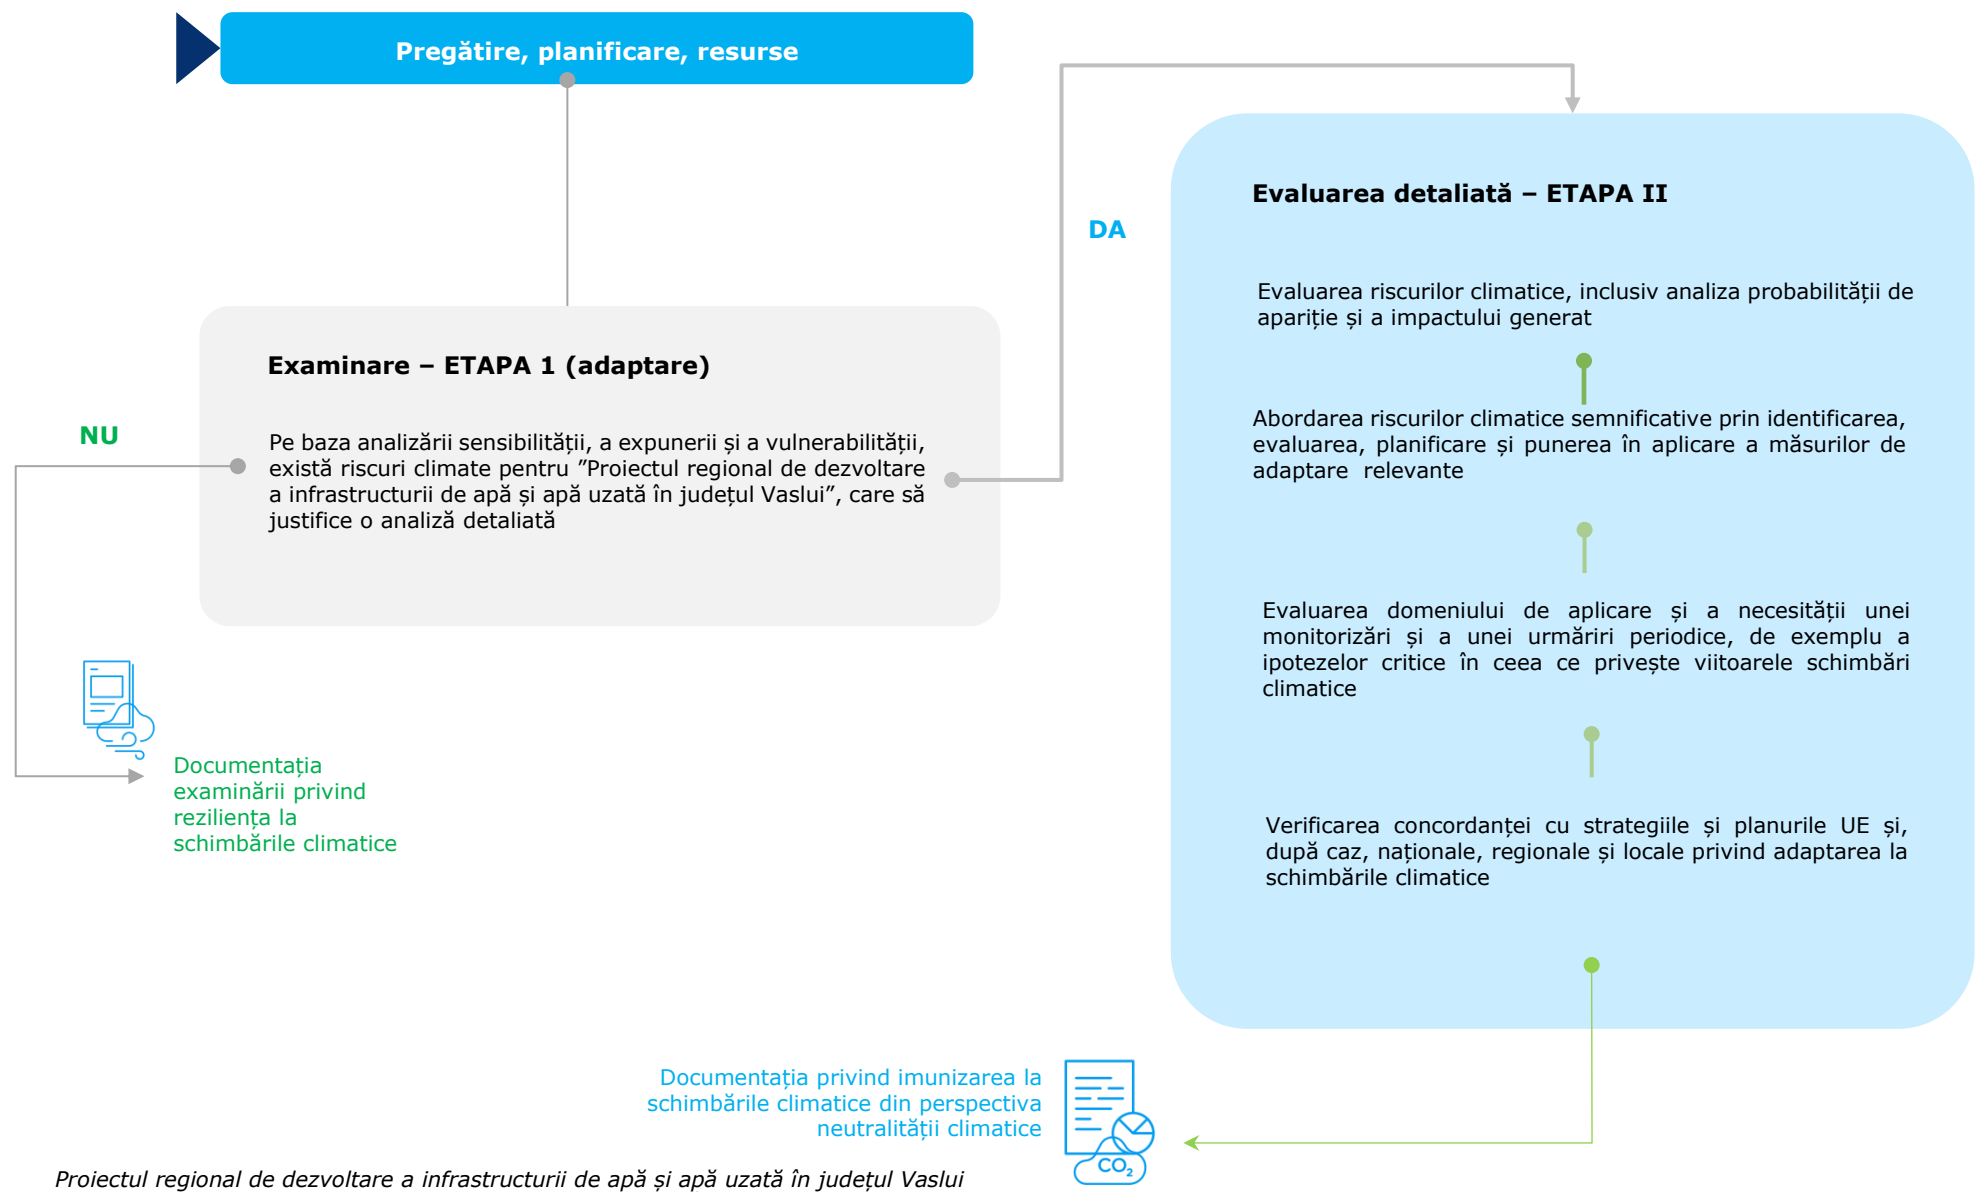 Pregătire, planificare, resurse
Examinare – ETAPA 1 (adaptare)
NU
Pe baza analizării sensibilității, a expunerii și a vulnerabilității,
există riscuri climate pentru ”Proiectul regional de dezvoltare
a infrastructurii de apă și apă uzată în județul Vaslui”, care să
justifice o analiză detaliată
Documentația
examinării privind
reziliența la
schimbările climatice
DA
Evaluarea detaliată – ETAPA II
Evaluarea riscurilor climatice, inclusiv analiza probabilității de
apariție și a impactului generat
Abordarea riscurilor climatice semnificative prin identificarea,
evaluarea, planificare și punerea în aplicare a măsurilor de
adaptare relevante
Evaluarea domeniului de aplicare și a necesității unei
monitorizări și a unei urmăriri periodice, de exemplu a
ipotezelor critice în ceea ce privește viitoarele schimbări
climatice
Verificarea concordanței cu strategiile și planurile UE și,
după caz, naționale, regionale și locale privind adaptarea la
schimbările climatice
Documentația privind imunizarea la
schimbările climatice din perspectiva
neutralității climatice
CO₂
Proiectul regional de dezvoltare a infrastructurii de apă și apă uzată în județul Vaslui